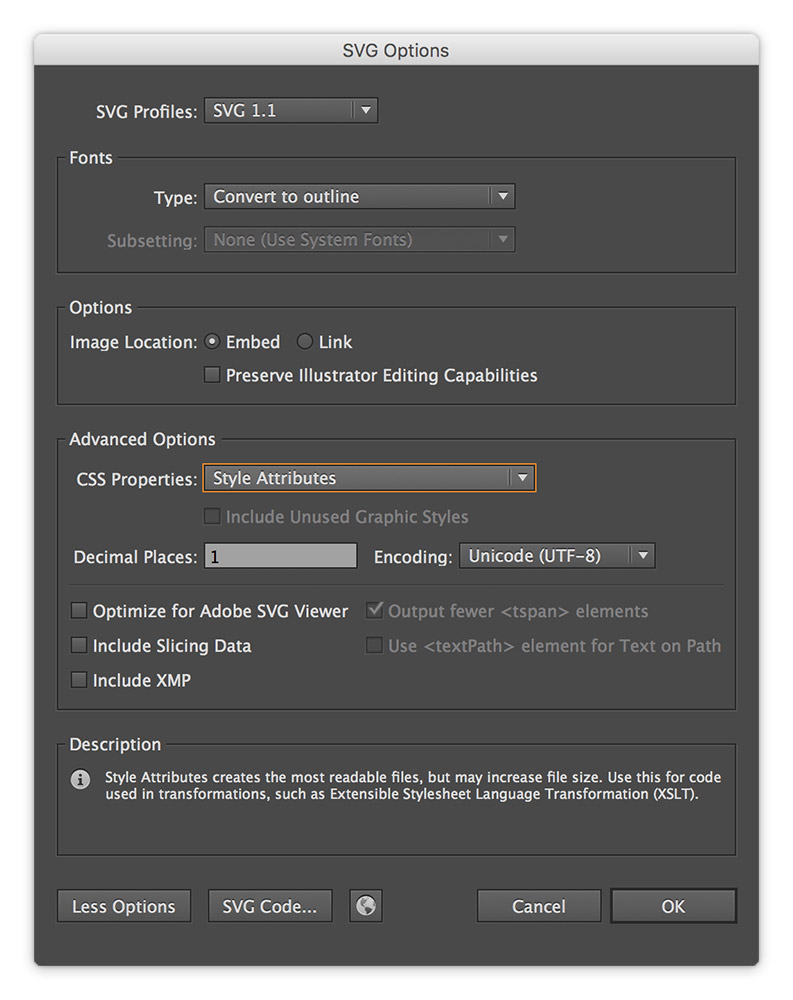 SVG Options
SVG Profiles: SVG 1.1
Fonts
Type: Convert to outline
Subsetting: None (Use System Fonts)
Options
Image Location: Embed Link
Preserve Illustrator Editing Capabilities
Advanced Options
CSS Properties: Style Attributes
Include Unused Graphic Styles
Decimal Places: 1 Encoding: Unicode (UTF-8)
Optimize for Adobe SVG Viewer Output fewer <tspan> elements
Include Slicing Data Use <textPath> element for Text on Path
Include XMP
Description
Style Attributes creates the most readable files, but may increase file size. Use this for code
used in transformations, such as Extensible Stylesheet Language Transformation (XSLT).
Less Options SVG Code... Cancel OK